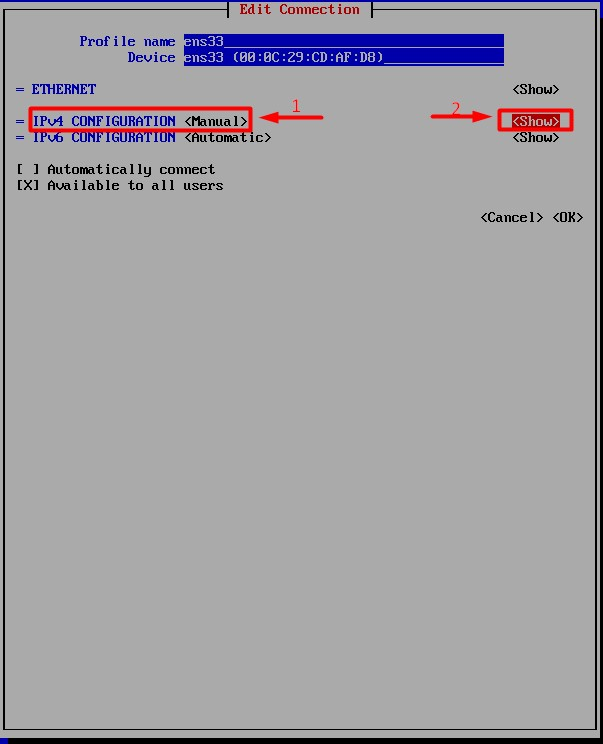 Edit Connection
Profile name ens33
Device ens33 (00:0C:29:CD:AF:D8)
= ETHERNET <Show>
1 2
= IPv4 CONFIGURATION <Manual> <Show>
= IPv6 CONFIGURATION <Automatic> <Show>
[ ] Automatically connect
[X] Available to all users
<Cancel> <OK>